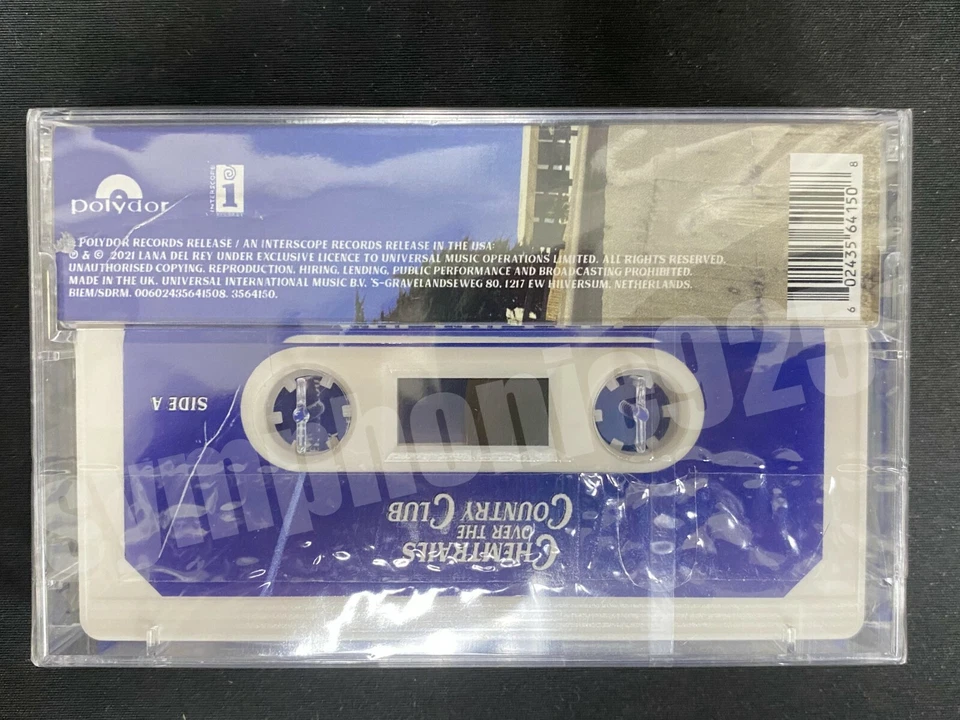 polydor
INTERSCOPE
i
POLYDOR RECORDS RELEASE / AN INTERSCOPE RECORDS RELEASE IN THE USA.
℗ & © 2021 LANA DEL REY UNDER EXCLUSIVE LICENCE TO UNIVERSAL MUSIC OPERATIONS LIMITED. ALL RIGHTS RESERVED.
UNAUTHORISED COPYING, REPRODUCTION, HIRING, LENDING, PUBLIC PERFORMANCE AND BROADCASTING PROHIBITED.
MADE IN THE UK. UNIVERSAL INTERNATIONAL MUSIC B.V. 'S-GRAVELANDSEWEG 80, 1217 EW HILVERSUM, NETHERLANDS.
BIEM/SDRM. 00602435641508. 3564150.
6 02435 64150 8
SIDE A
CHEMTRAILS
OVER THE
COUNTRY CLUB
symphonic925